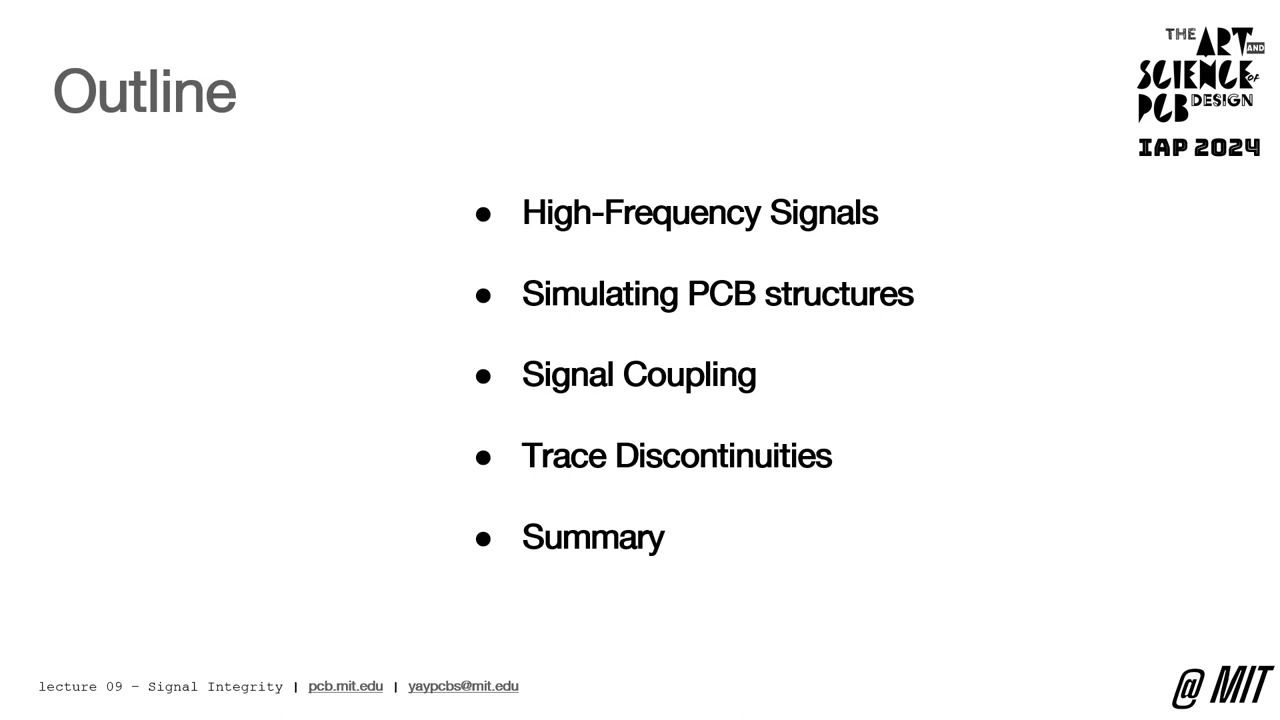 Outline
THE ART AND
SCIENCE OF
PCB DESIGN
IAP 2024
● High-Frequency Signals
● Simulating PCB structures
● Signal Coupling
● Trace Discontinuities
● Summary
lecture 09 - Signal Integrity | pcb.mit.edu | yaypcbs@mit.edu
@ MIT